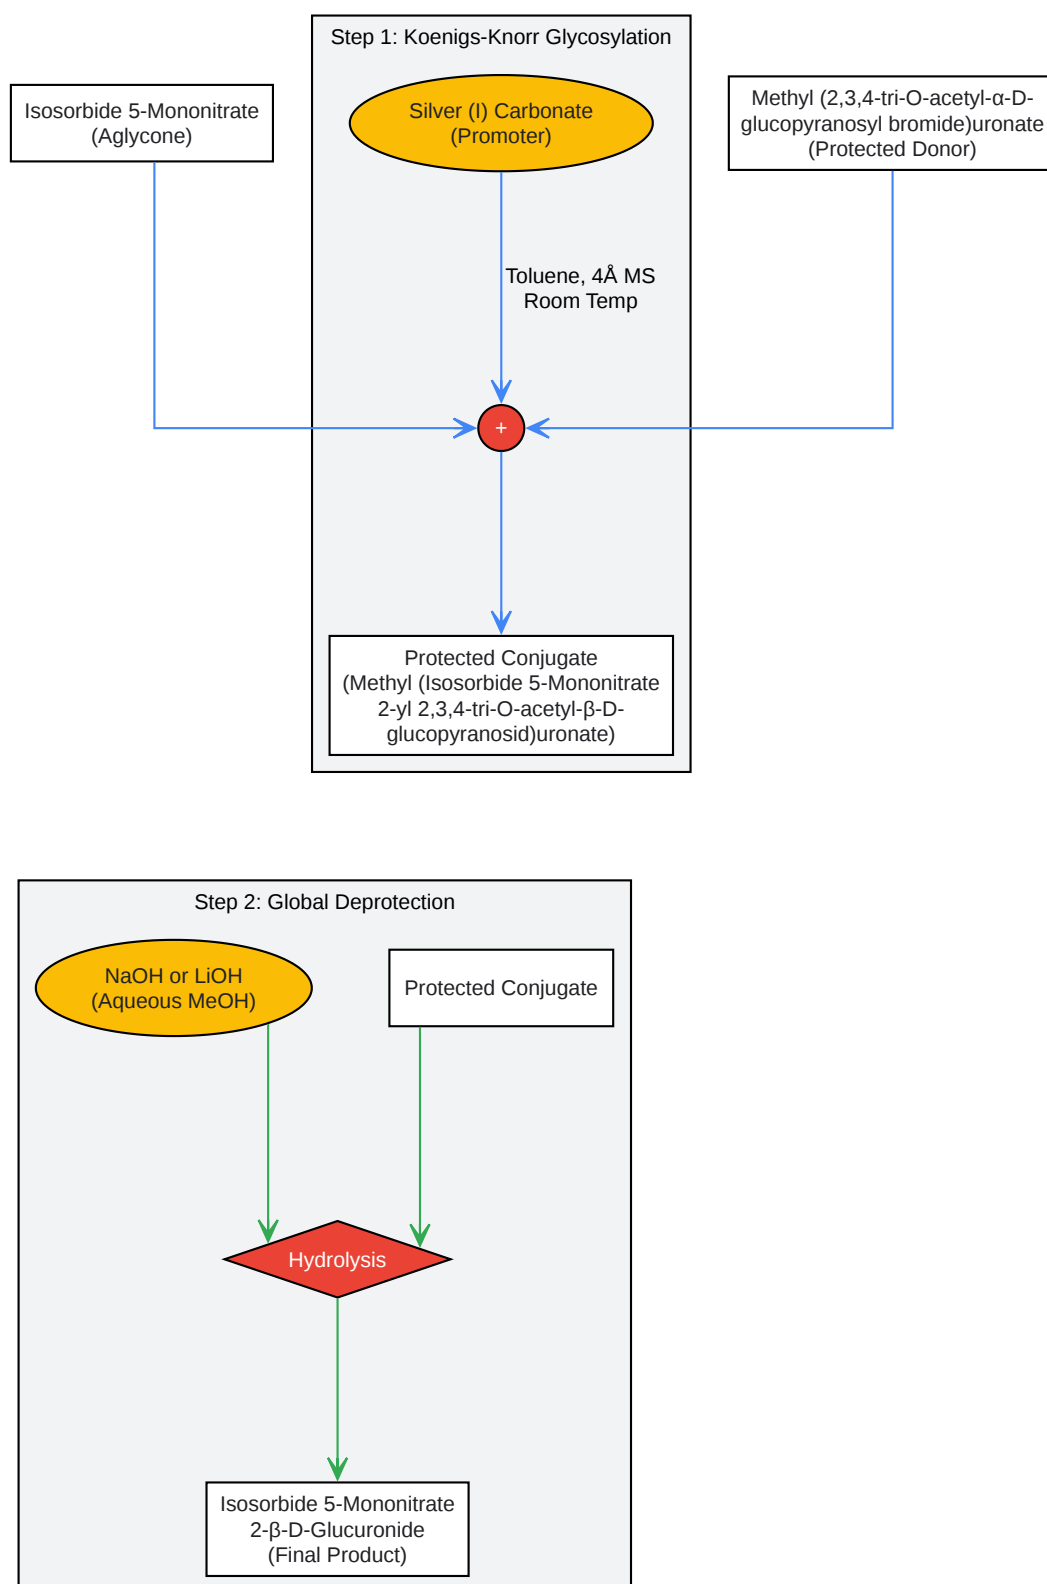 Step 1: Koenigs-Knorr Glycosylation
Isosorbide 5-Mononitrate
(Aglycone)
Silver (I) Carbonate
(Promoter)
Methyl (2,3,4-tri-O-acetyl-α-D-
glucopyranosyl bromide)uronate
(Protected Donor)
Toluene, 4Å MS
Room Temp
+
Protected Conjugate
(Methyl (Isosorbide 5-Mononitrate
2-yl 2,3,4-tri-O-acetyl-β-D-
glucopyranosid)uronate)
Step 2: Global Deprotection
NaOH or LiOH
(Aqueous MeOH)
Protected Conjugate
Hydrolysis
Isosorbide 5-Mononitrate
2-β-D-Glucuronide
(Final Product)